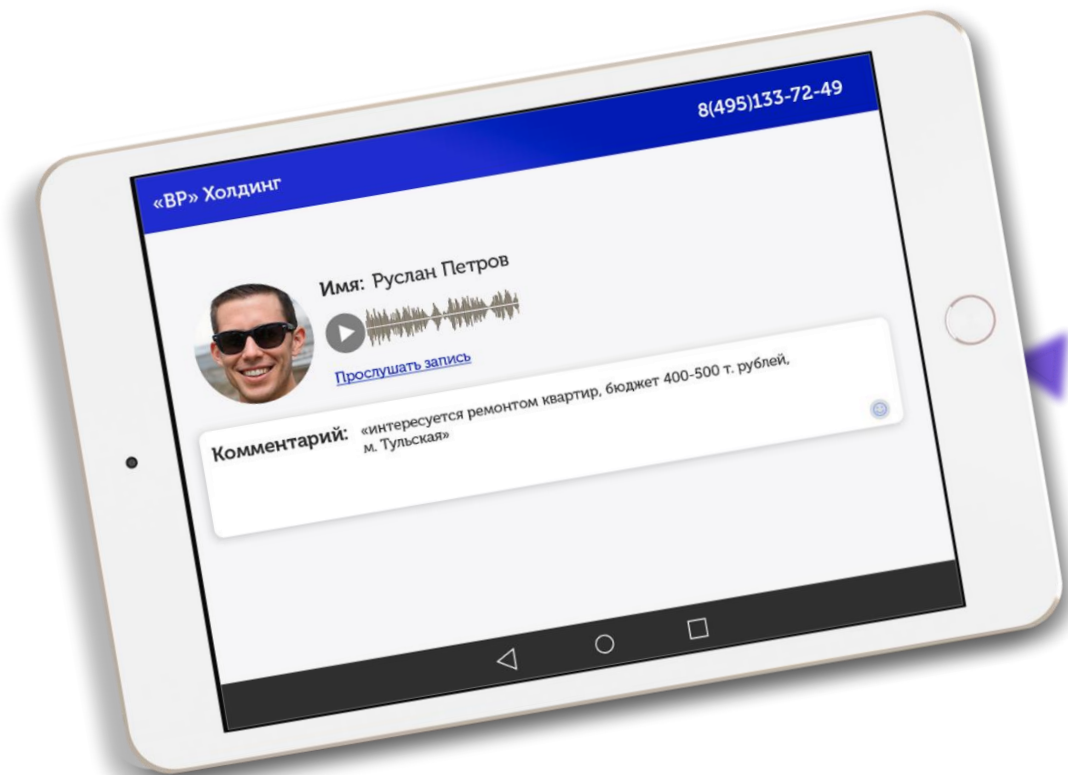 «ВР» Холдинг
8(495)133-72-49
Имя: Руслан Петров
Прослушать запись
Комментарий: «интересуется ремонтом квартир, бюджет 400-500 т. рублей,
м. Тульская»